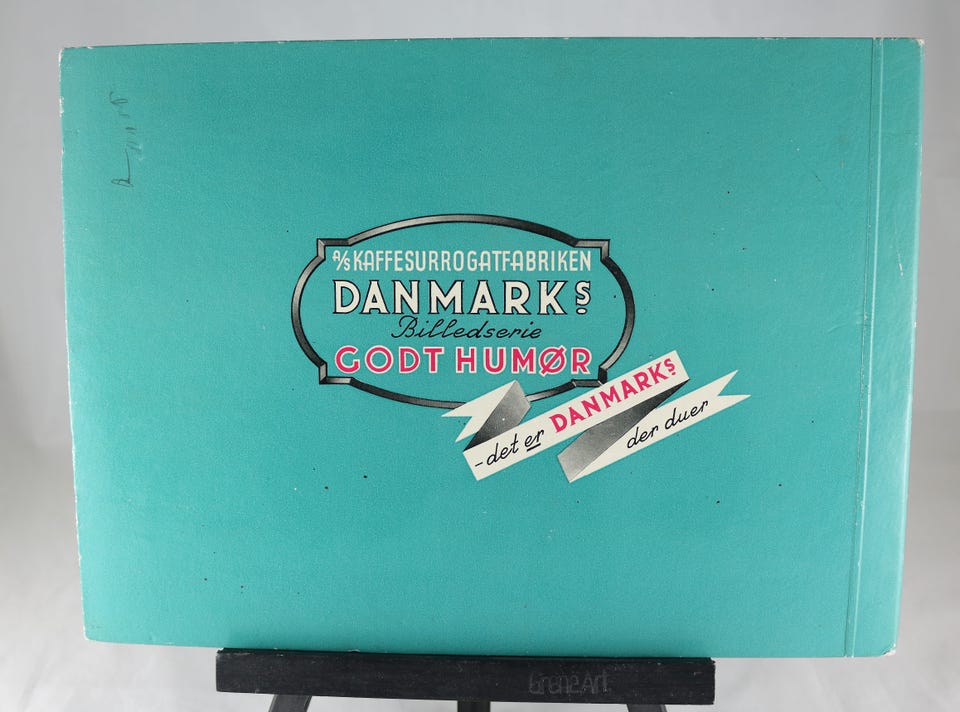 A/S KAFFESURROGATFABRIKEN
DANMARKS
Billedserie
GODT HUMØR
- det er DANMARKS
der duer